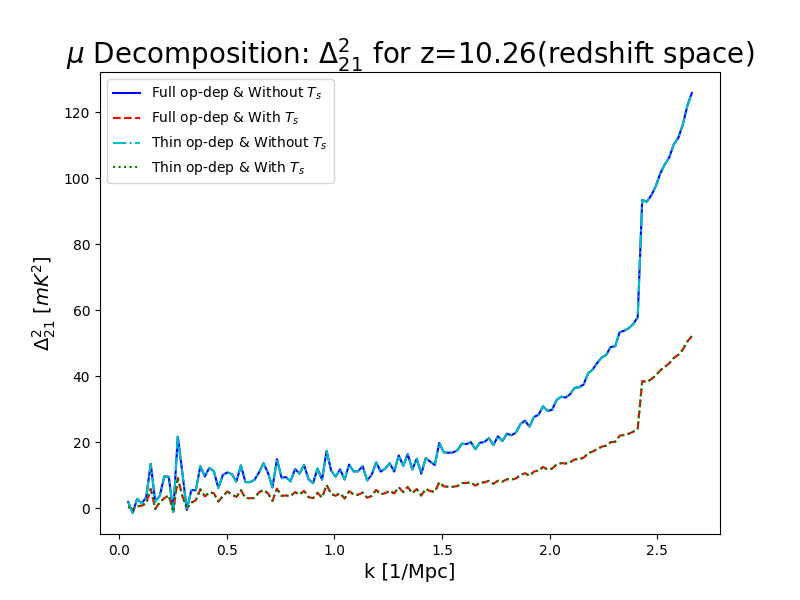 μ Decomposition: Δ²₂₁ for z=10.26(redshift space)
Full op-dep & Without Tₛ
Full op-dep & With Tₛ
Thin op-dep & Without Tₛ
Thin op-dep & With Tₛ
120
100
80
60
40
20
0
Δ²₂₁ [mK²]
0.0 0.5 1.0 1.5 2.0 2.5
k [1/Mpc]